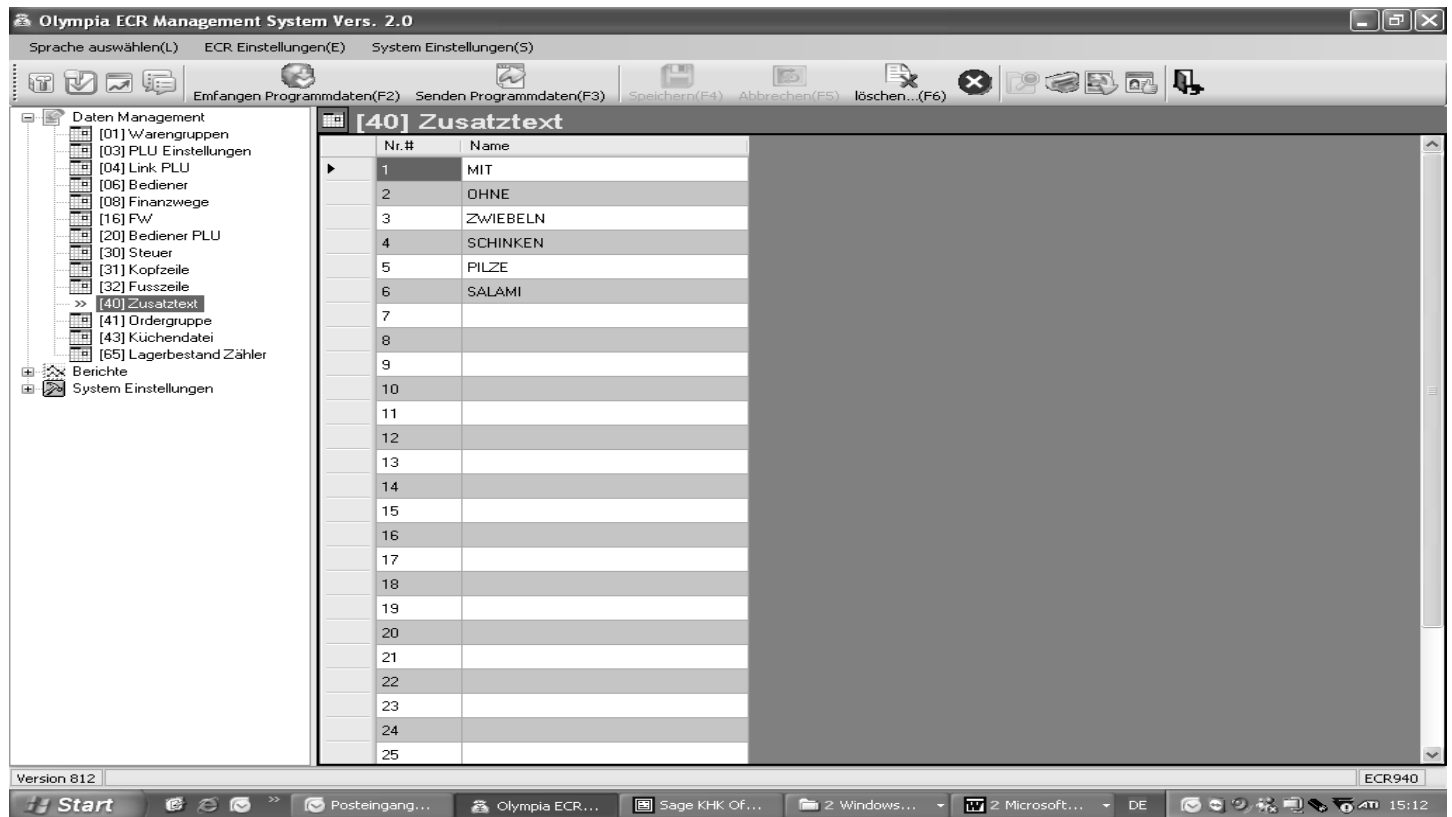 Olympia ECR Management System Vers. 2.0
Sprache auswählen(L) ECR Einstellungen(E) System Einstellungen(S)
Emfangen Programmdaten(F2) Senden Programmdaten(F3) Speichern(F4) Abbrechen(F5) löschen...(F6)
Daten Management
[01] Warengruppen
[03] PLU Einstellungen
[04] Link PLU
[06] Bediener
[08] Finanzwege
[16] FW
[20] Bediener PLU
[30] Steuer
[31] Kopfzeile
[32] Fusszeile
>> [40] Zusatztext
[41] Ordergruppe
[43] Küchendatei
[65] Lagerbestand Zähler
Berichte
System Einstellungen
[40] Zusatztext
Nr.# Name
1 MIT
2 OHNE
3 ZWIEBELN
4 SCHINKEN
5 PILZE
6 SALAMI
7
8
9
10
11
12
13
14
15
16
17
18
19
20
21
22
23
24
25
Version 812 ECR940
Start Posteingang... Olympia ECR... Sage KHK Of... 2 Windows... 2 Microsoft... DE ATI 15:12